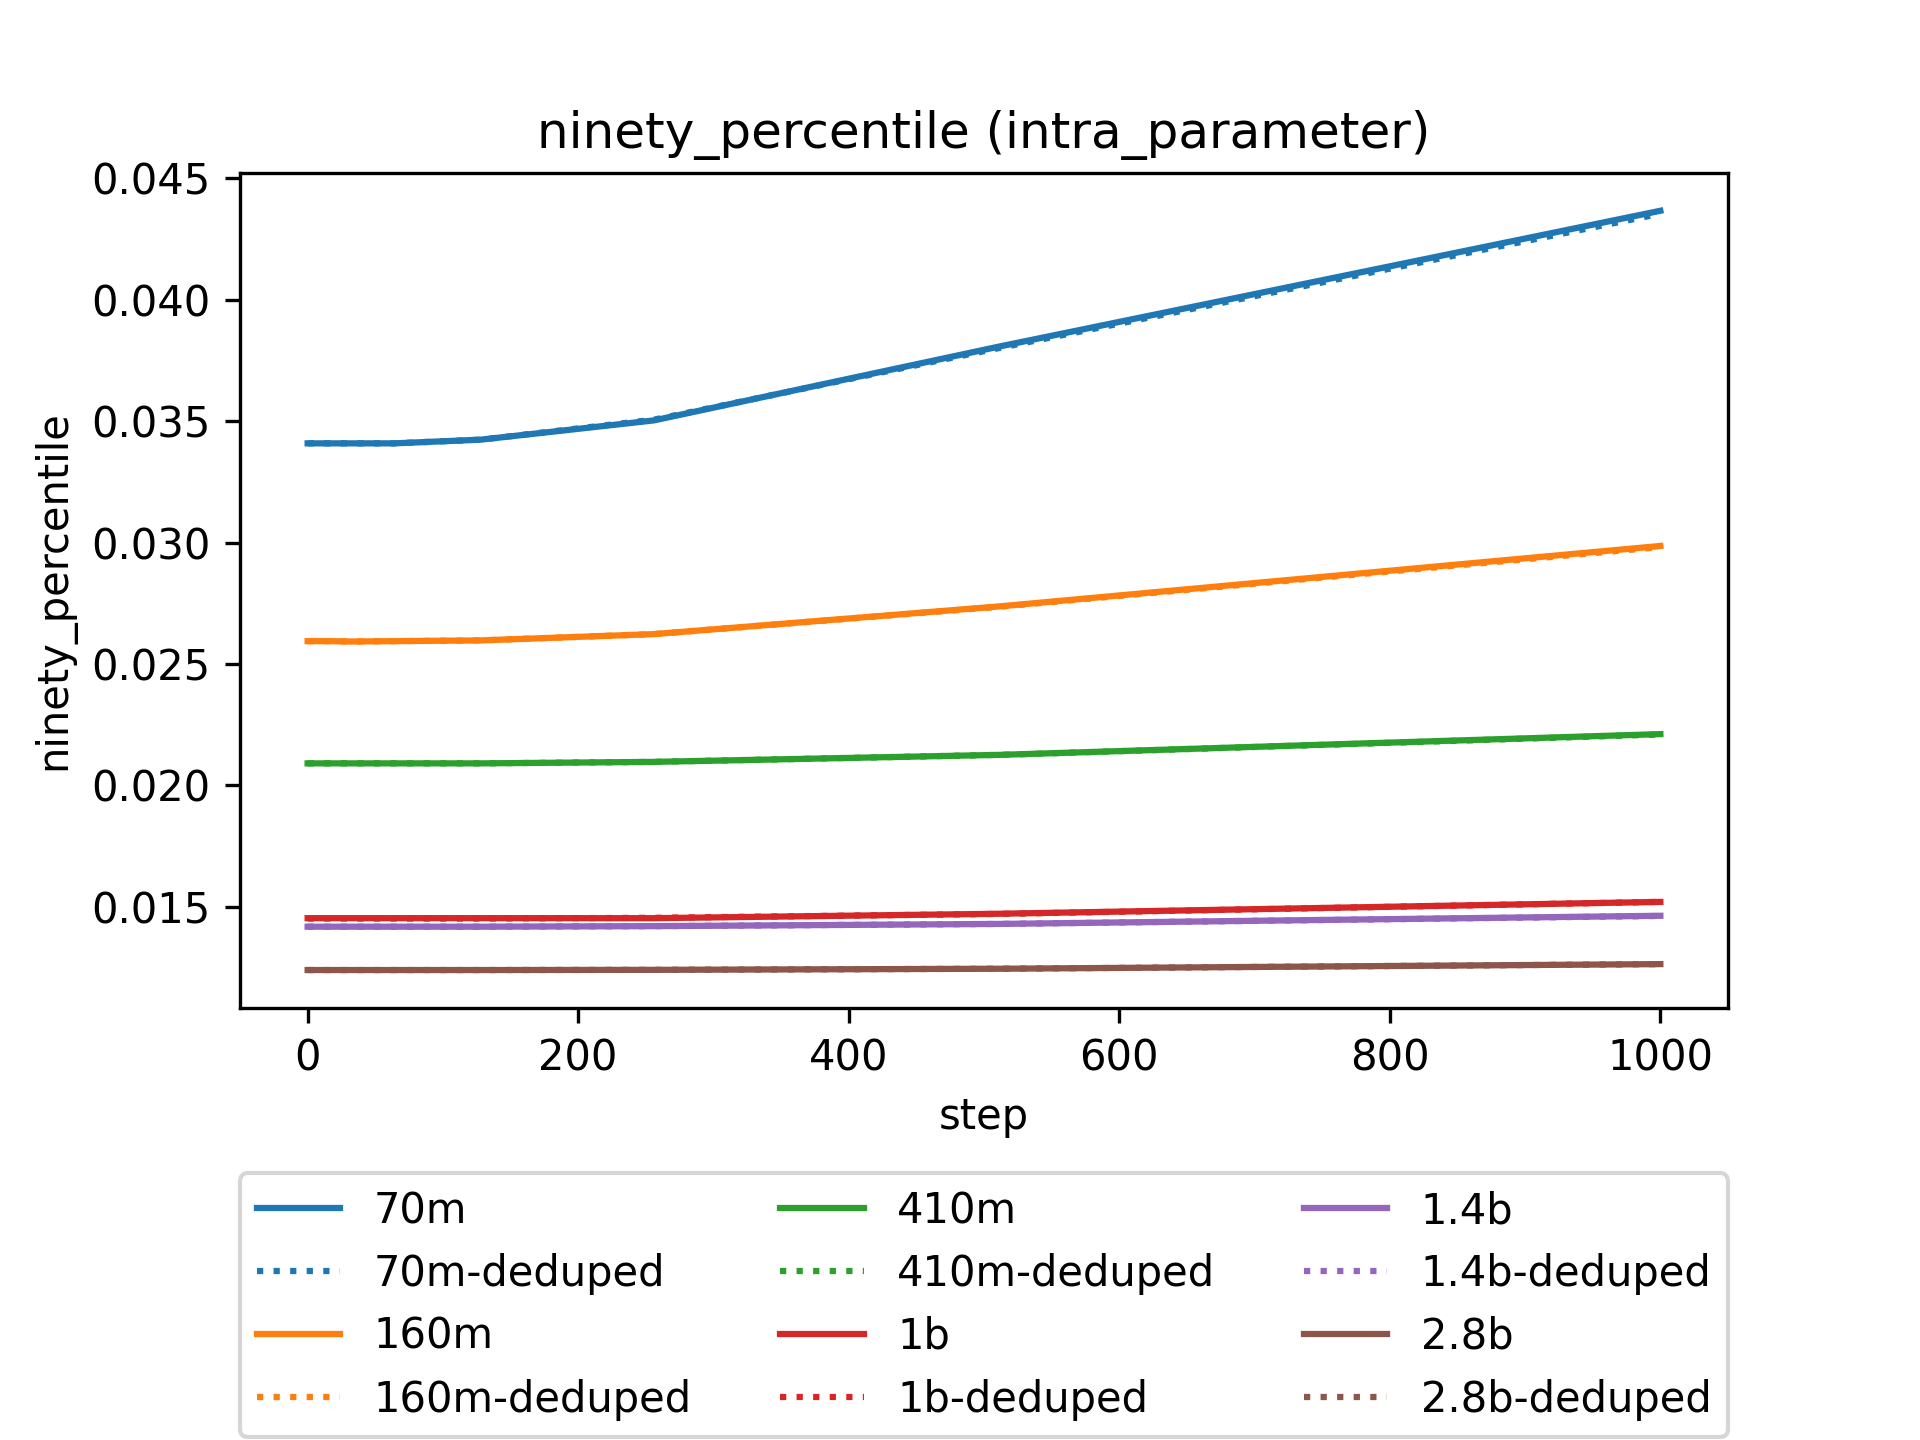 ninety_percentile (intra_parameter)
0.045
0.040
0.035
0.030
0.025
0.020
0.015
ninety_percentile
0 200 400 600 800 1000
step
70m 410m 1.4b
70m-deduped 410m-deduped 1.4b-deduped
160m 1b 2.8b
160m-deduped 1b-deduped 2.8b-deduped